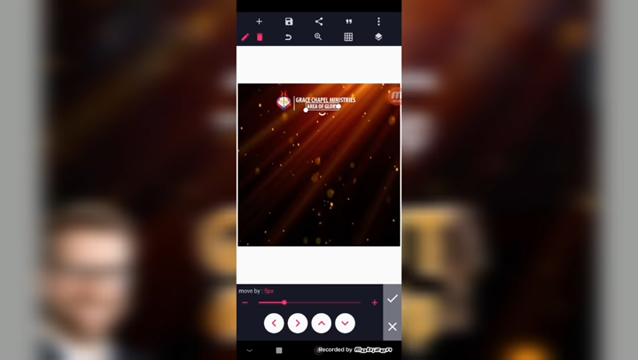 GRACE CHAPEL MINISTRIES
AREA OF GLORY
move by : 5px
Recorded by